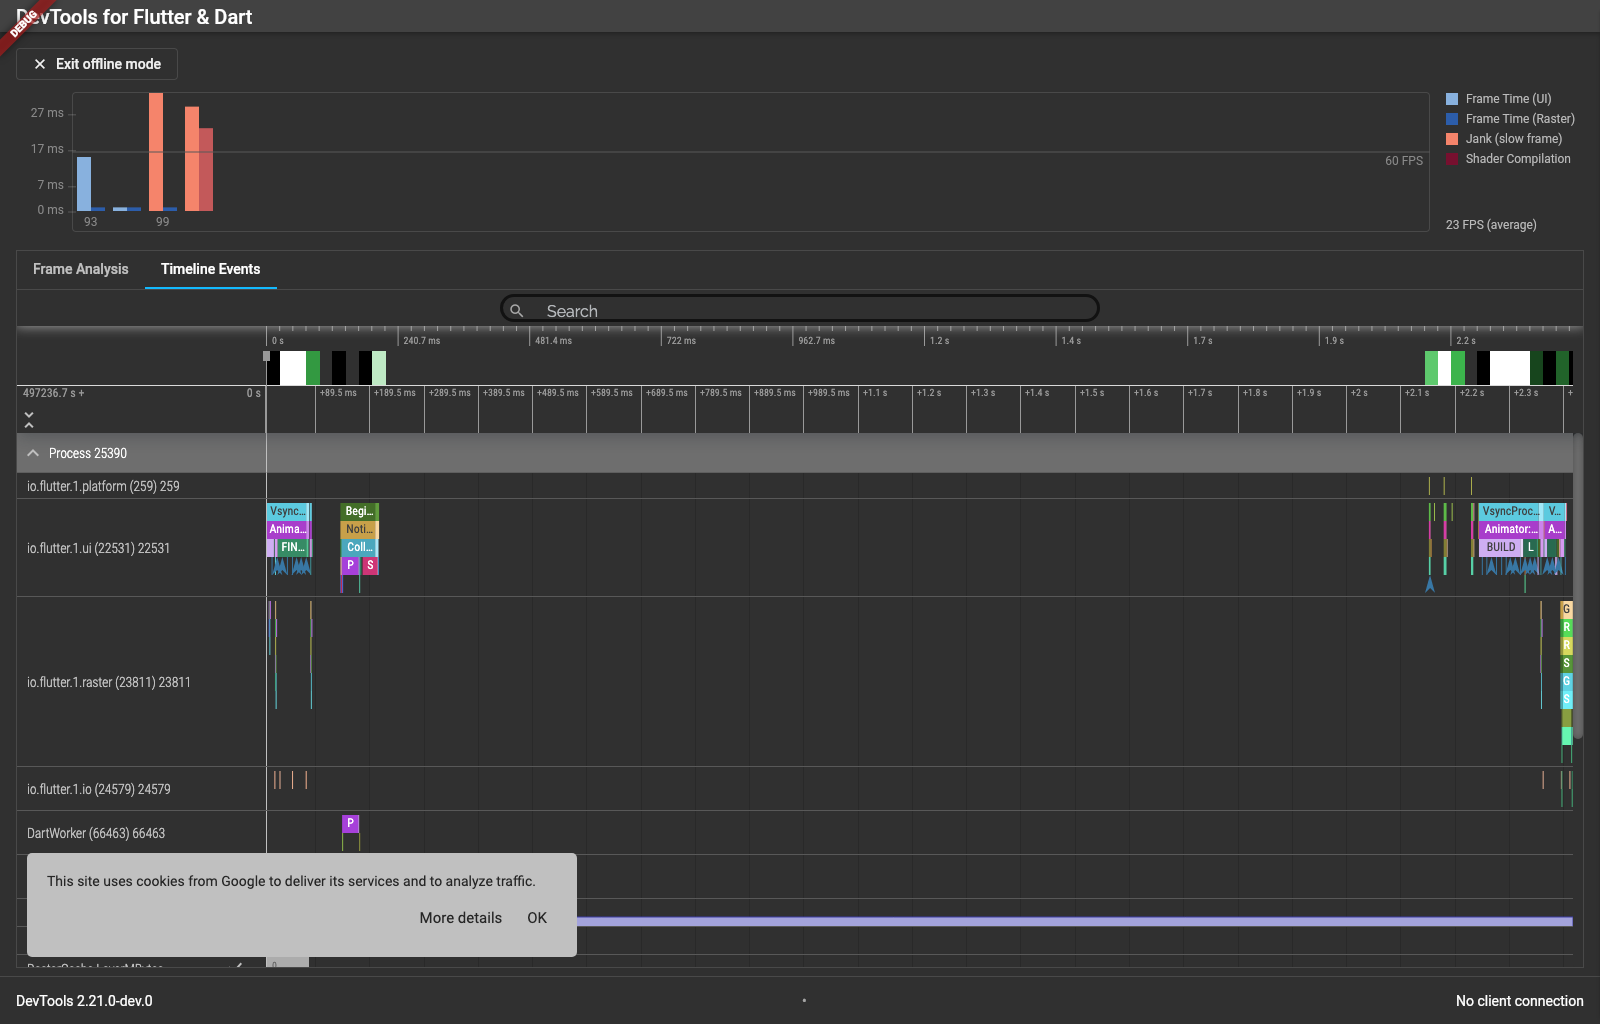 DevTools for Flutter & Dart
DEBUG
Exit offline mode
27 ms
17 ms
7 ms
0 ms
93
99
60 FPS
Frame Time (UI)
Frame Time (Raster)
Jank (slow frame)
Shader Compilation
23 FPS (average)
Frame Analysis
Timeline Events
Search
0 s 240.7 ms 481.4 ms 722 ms 962.7 ms 1.2 s 1.4 s 1.7 s 1.9 s 2.2 s
497236.7 s + 0 s +89.5 ms +189.5 ms +289.5 ms +389.5 ms +489.5 ms +589.5 ms +689.5 ms +789.5 ms +889.5 ms +989.5 ms +1.1 s +1.2 s +1.3 s +1.4 s +1.5 s +1.6 s +1.7 s +1.8 s +1.9 s +2 s +2.1 s +2.2 s +2.3 s +
Process 25390
io.flutter.1.platform (259) 259
Vsync... Begi... VsyncProc... V...
Anima... Noti... Animator:... A...
io.flutter.1.ui (22531) 22531
FIN... Coll... BUILD L
P S
G
R
R
S
G
S
io.flutter.1.raster (23811) 23811
io.flutter.1.io (24579) 24579
P
DartWorker (66463) 66463
This site uses cookies from Google to deliver its services and to analyze traffic.
More details OK
DevTools 2.21.0-dev.0
No client connection